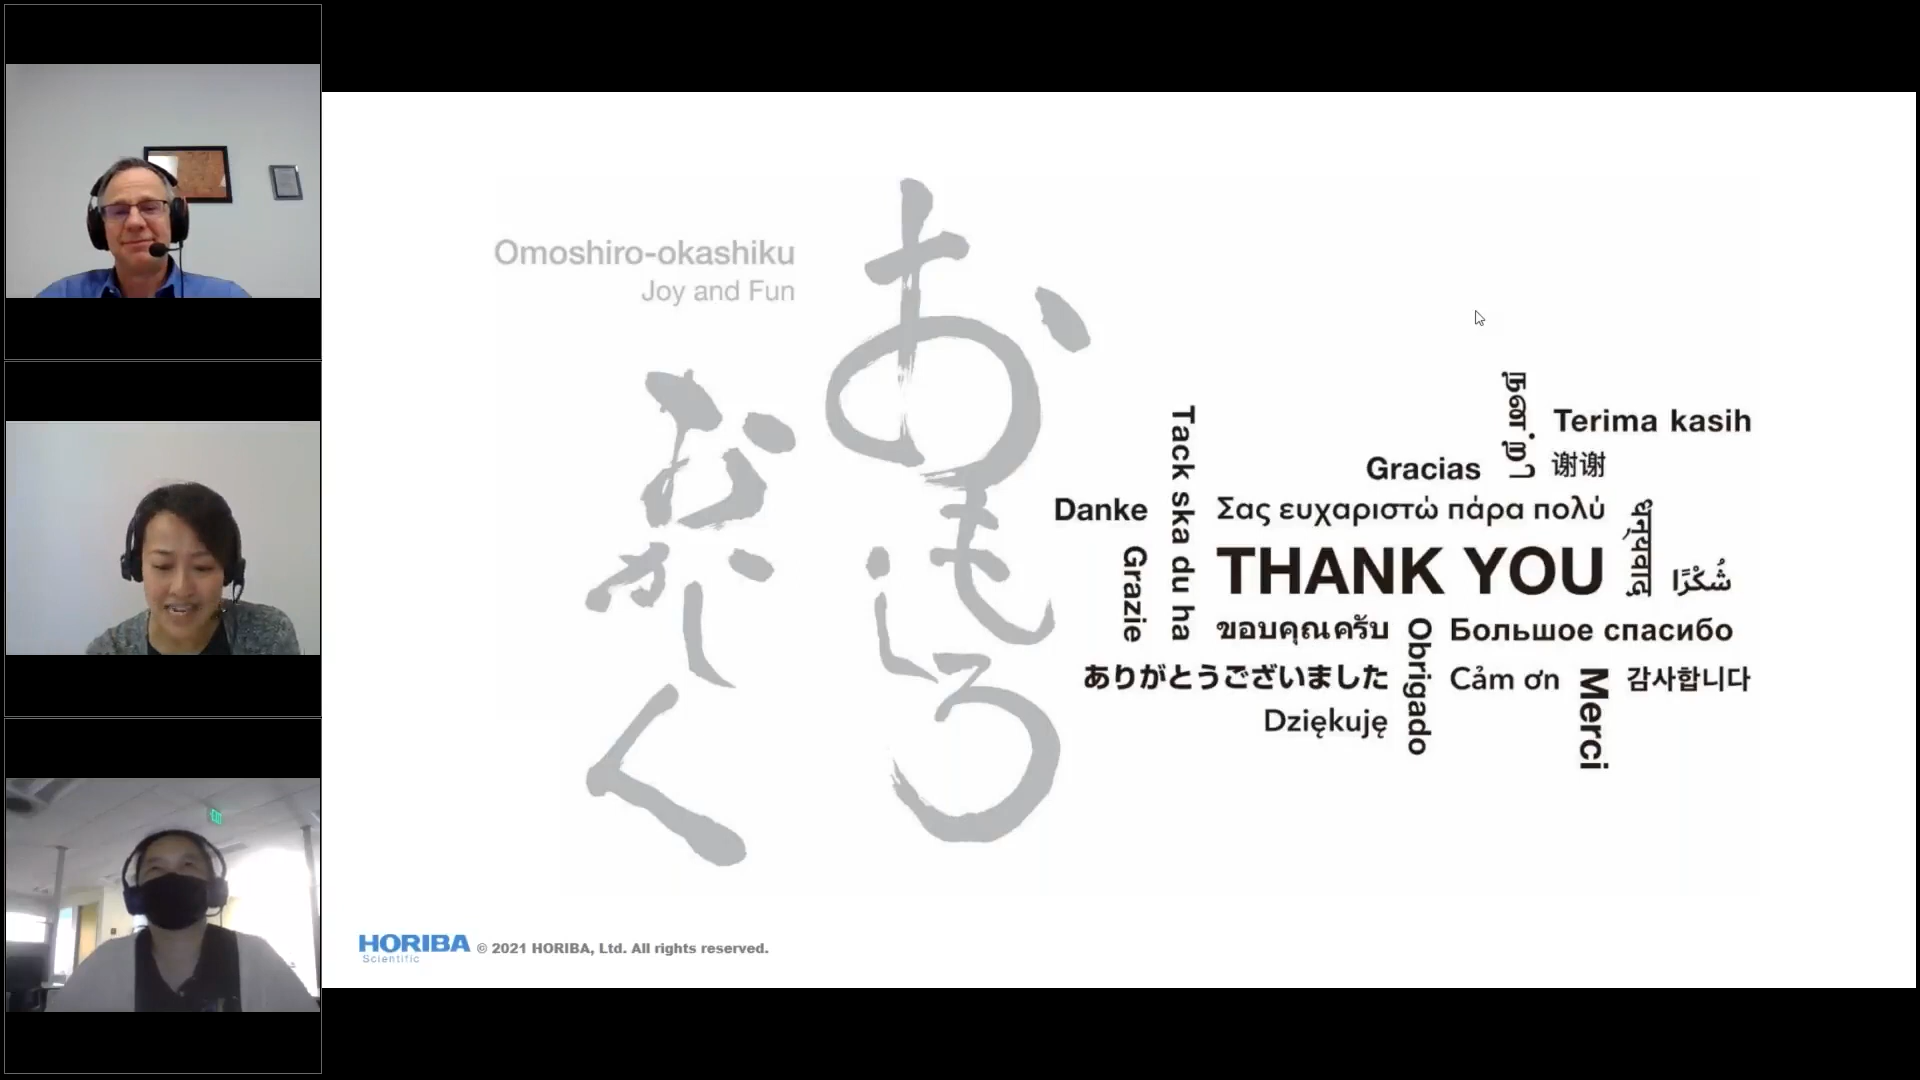 Omoshiro-okashiku
Joy and Fun
おもしろ
おかしく
நன்றி
Terima kasih
Gracias
谢谢
Danke
Tack ska du ha
Σας ευχαριστώ πάρα πολύ
Grazie
THANK YOU
धन्यवाद
شُكْرًا
ขอบคุณครับ
Obrigado
Большое спасибо
ありがとうございました
Cảm ơn
Merci
감사합니다
Dziękuję
HORIBA
Scientific
© 2021 HORIBA, Ltd. All rights reserved.